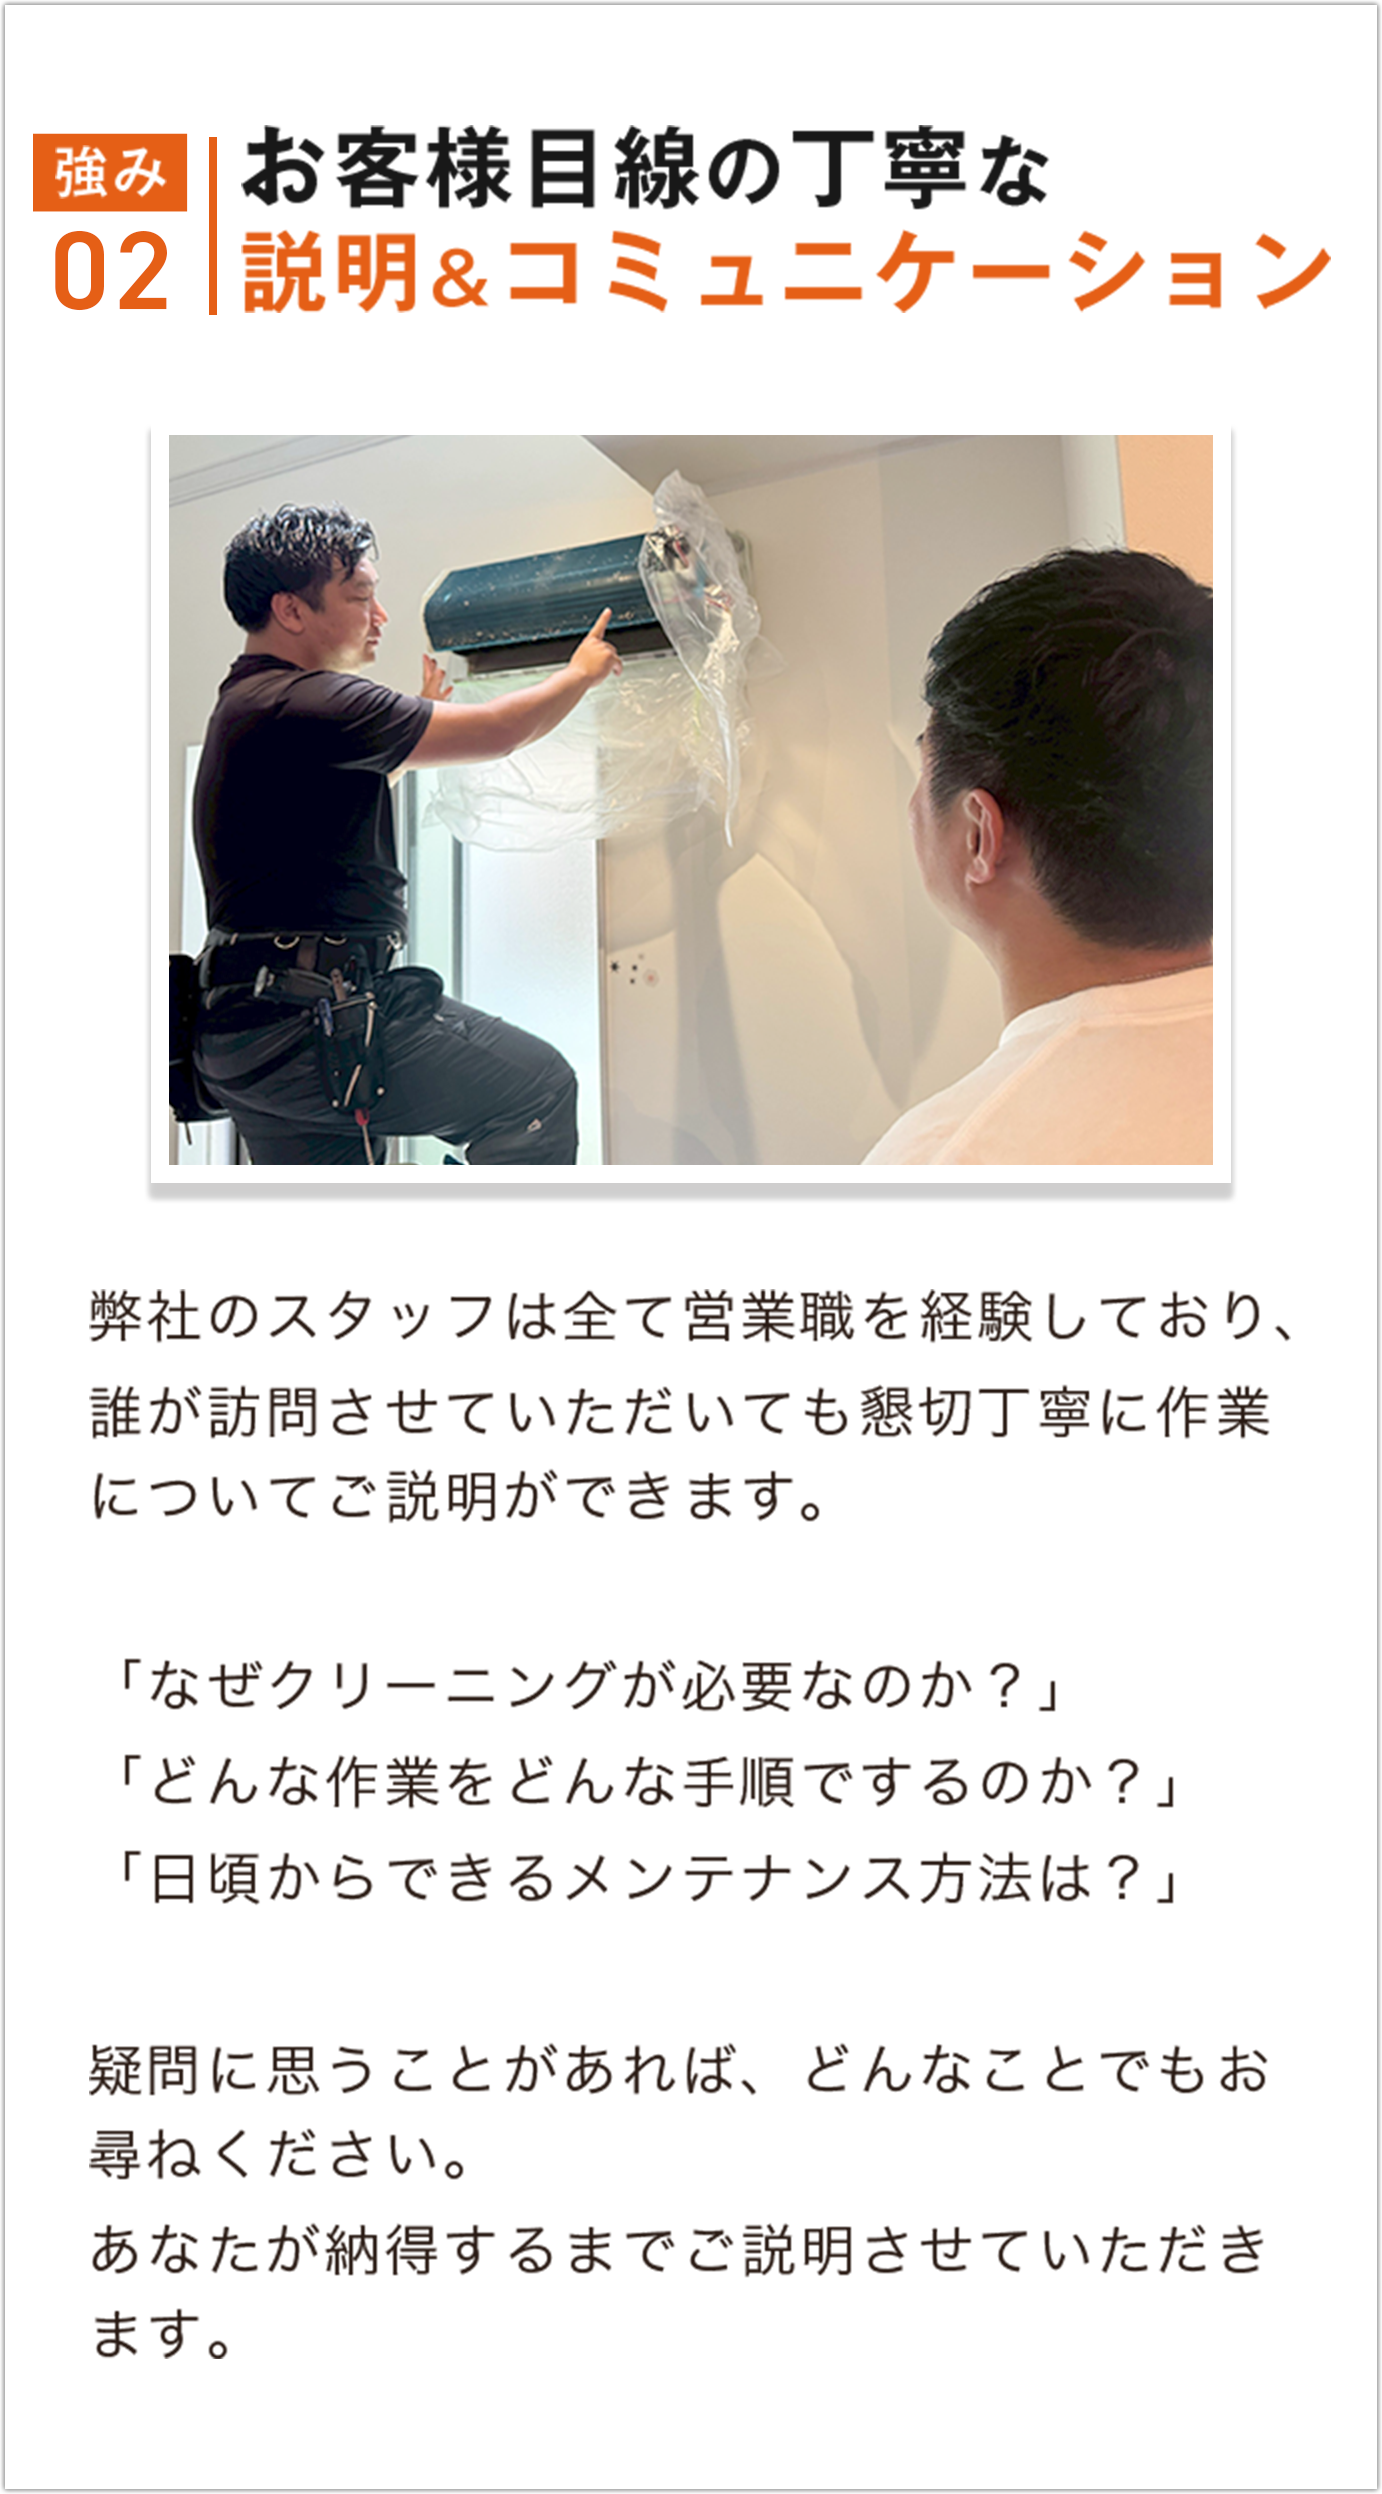 強み
02
お客様目線の丁寧な
説明&コミュニケーション
弊社のスタッフは全て営業職を経験しており、
誰が訪問させていただいても懇切丁寧に作業
についてご説明ができます。
「なぜクリーニングが必要なのか？」
「どんな作業をどんな手順でするのか？」
「日頃からできるメンテナンス方法は？」
疑問に思うことがあれば、どんなことでもお
尋ねください。
あなたが納得するまでご説明させていただき
ます。